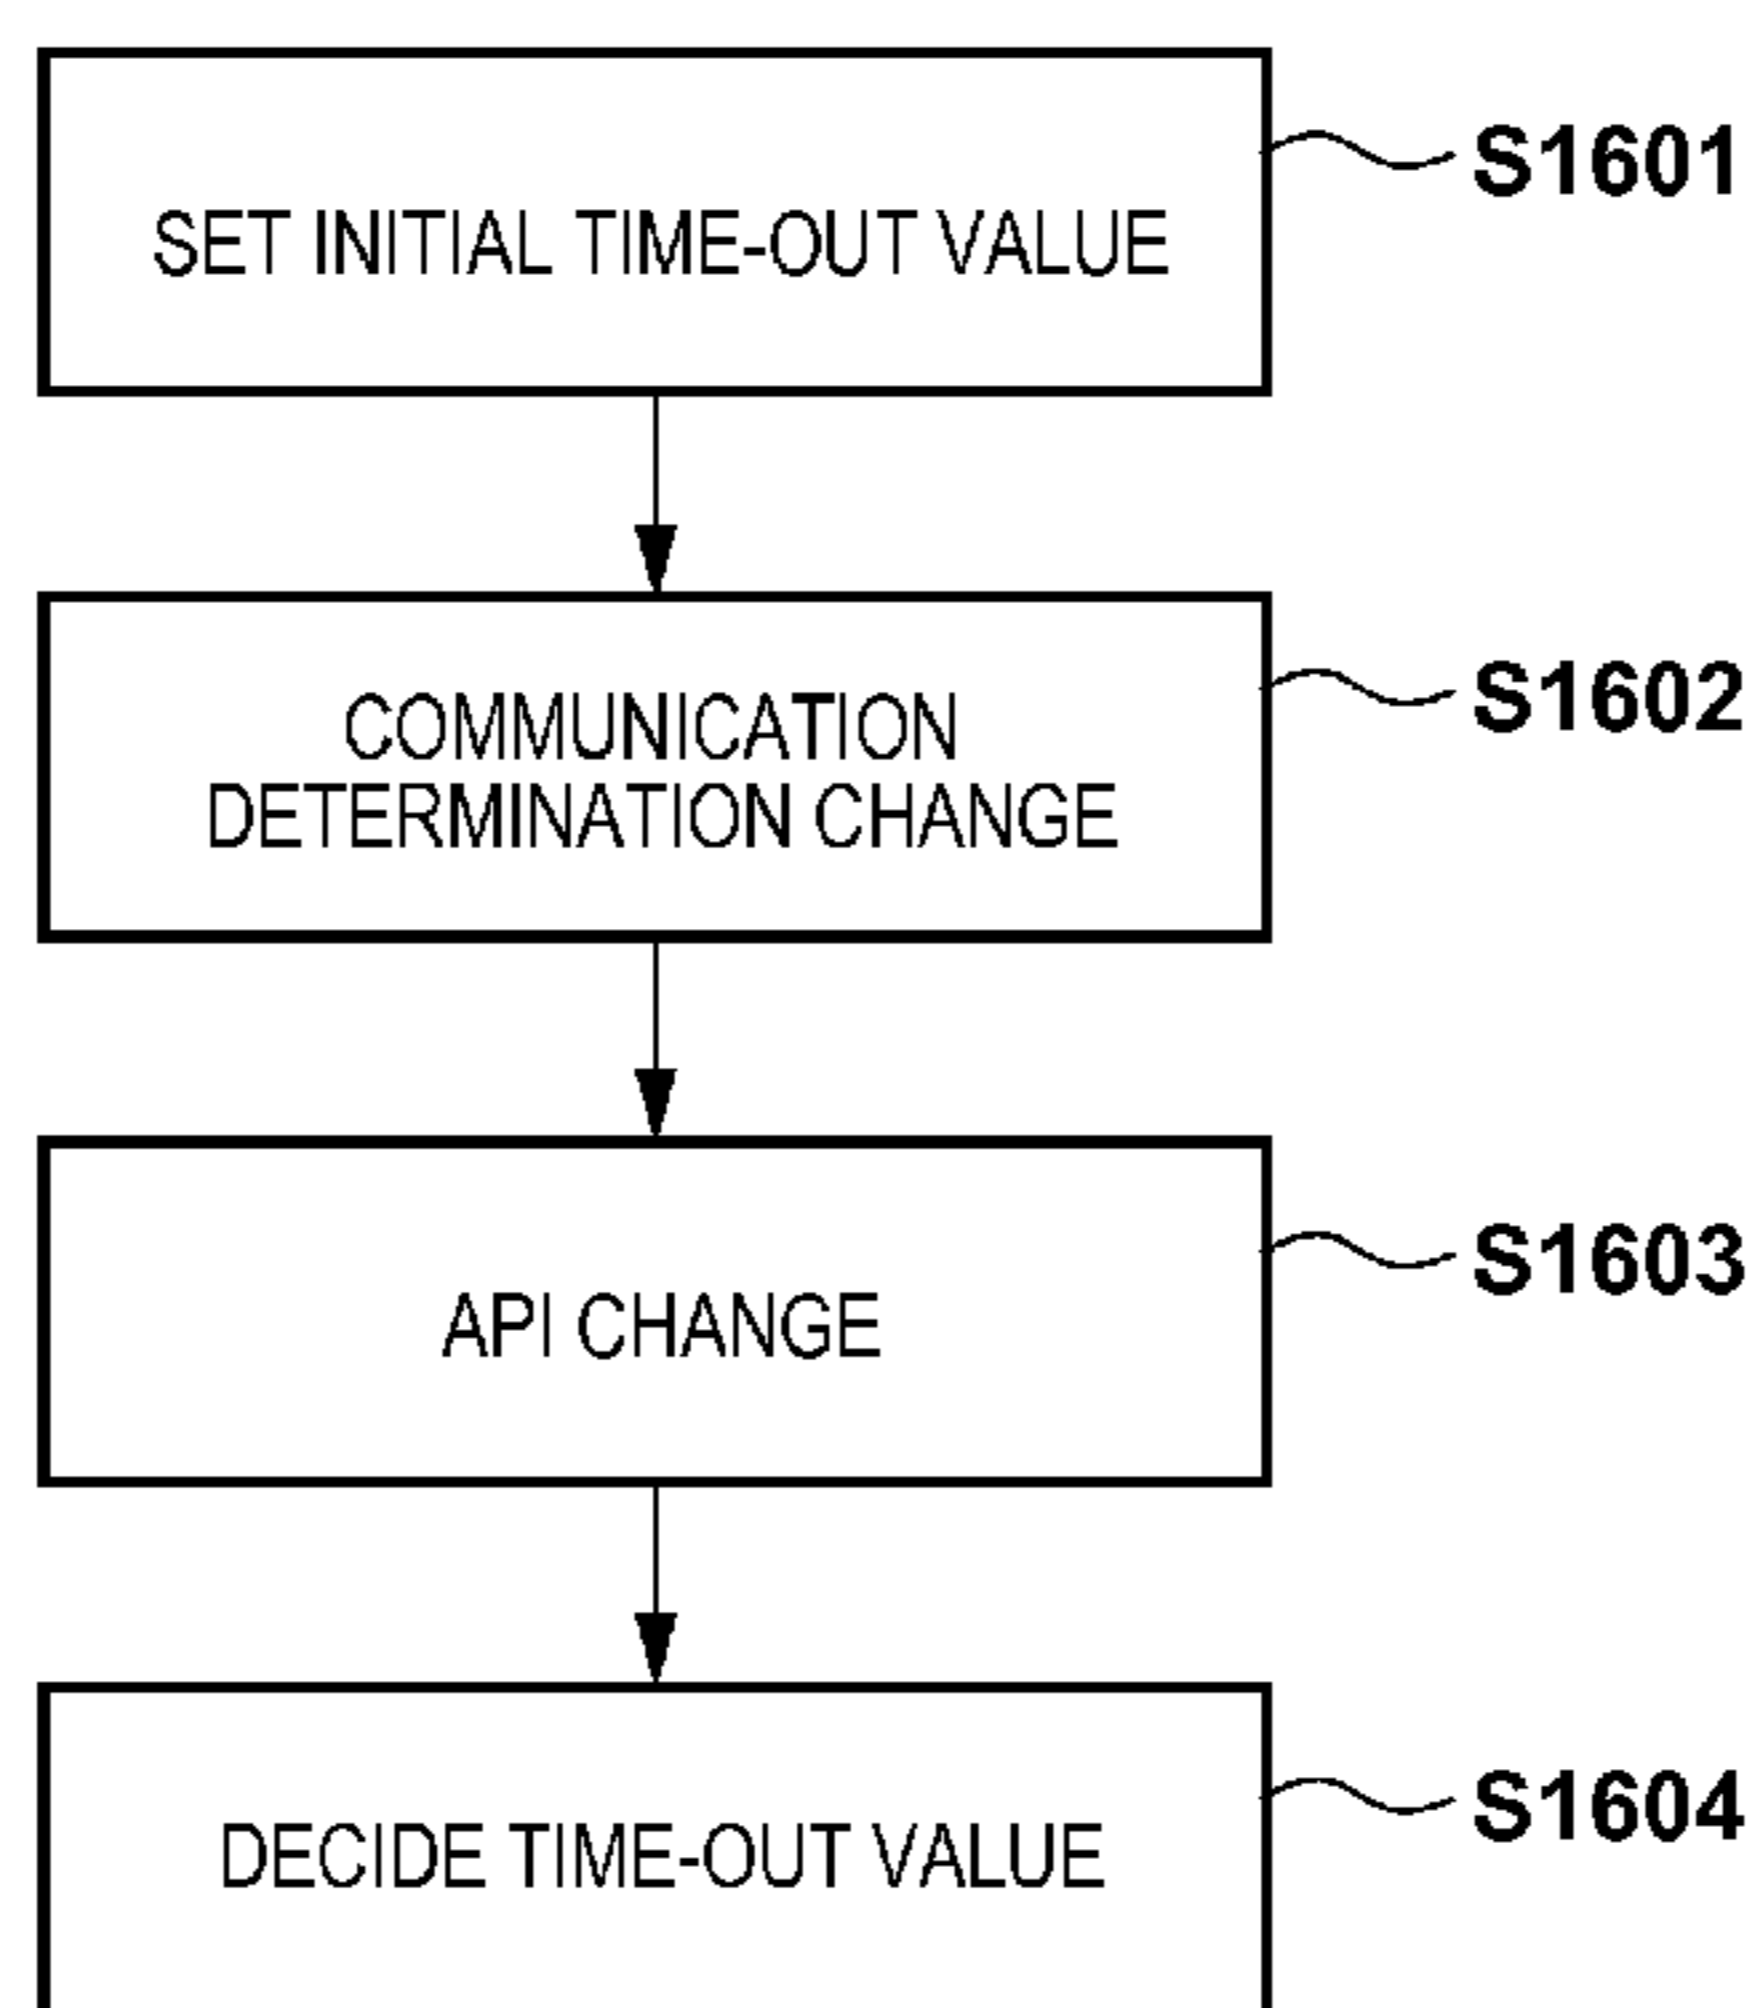 SET INITIAL TIME-OUT VALUE
S1601
COMMUNICATION
DETERMINATION CHANGE
S1602
API CHANGE
S1603
DECIDE TIME-OUT VALUE
S1604